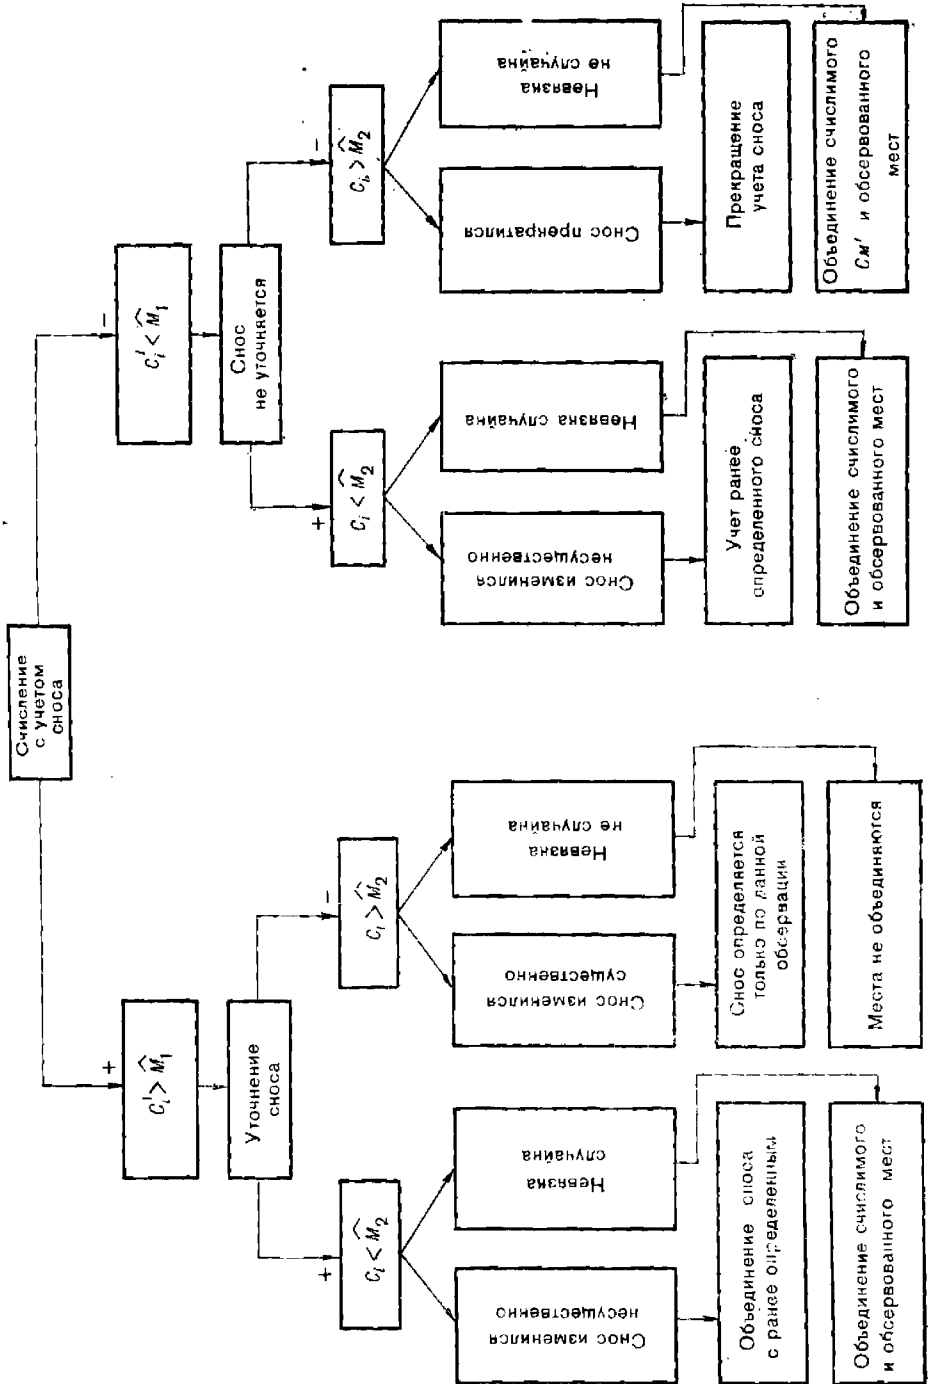 Счисление
с учетом
сноса
+
C′i > M̂1
Уточнение
сноса
+
Ci < M̂2
Снос изменился
несущественно
Невязка
случайна
Объединение сноса
с ранее определенным
Объединение счислимого
и обсервованного мест
−
Ci > M̂2
Снос изменился
существенно
Невязка
не случайна
Снос определяется
только по данной
обсервации
Места не объединяются
−
C′i < M̂1
Снос
не уточняется
+
Ci < M̂2
Снос изменился
несущественно
Невязка случайна
Учет ранее
определенного сноса
Объединение счислимого
и обсервованного мест
−
Ci > M̂2
Снос прекратился
Невязка
не случайна
Прекращение
учета сноса
Объединение счислимого
См′ и обсервованного
мест